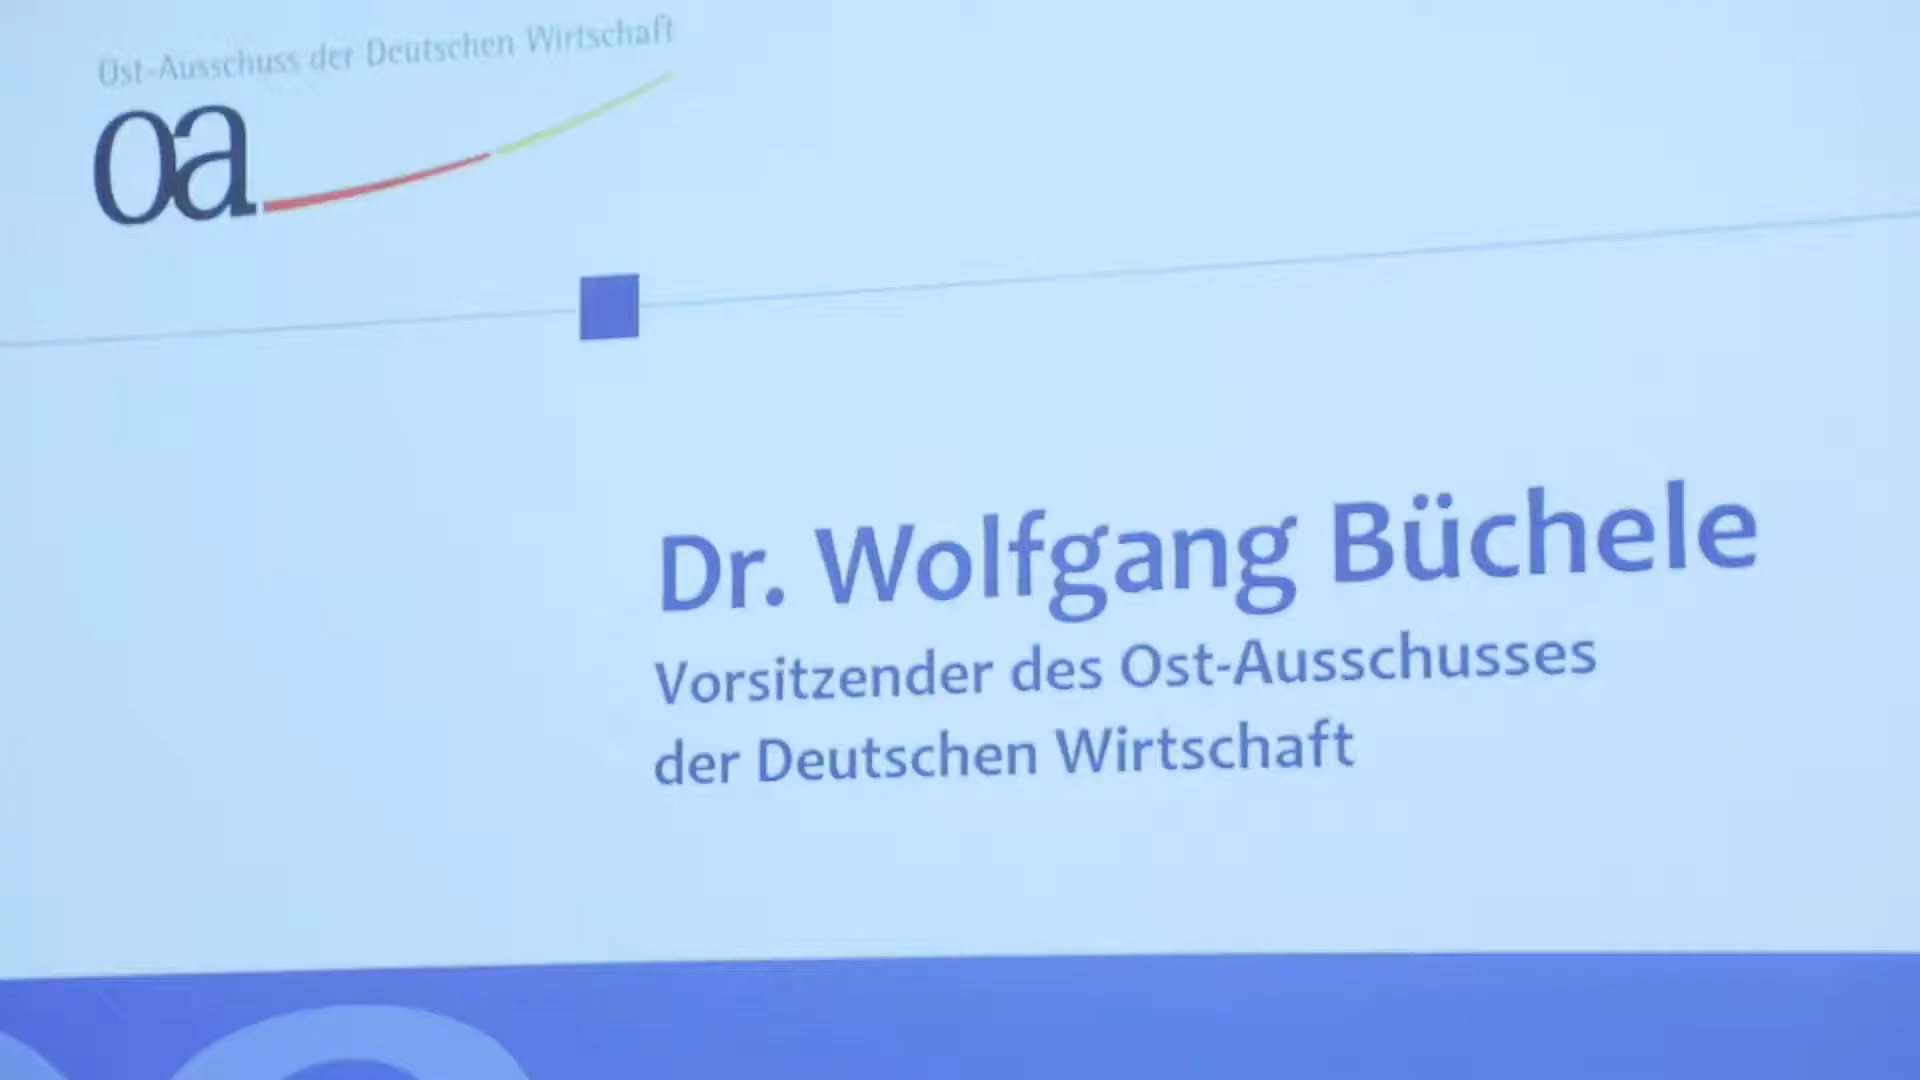 Ost-Ausschuss der Deutschen Wirtschaft
oa
Dr. Wolfgang Büchele
Vorsitzender des Ost-Ausschusses
der Deutschen Wirtschaft